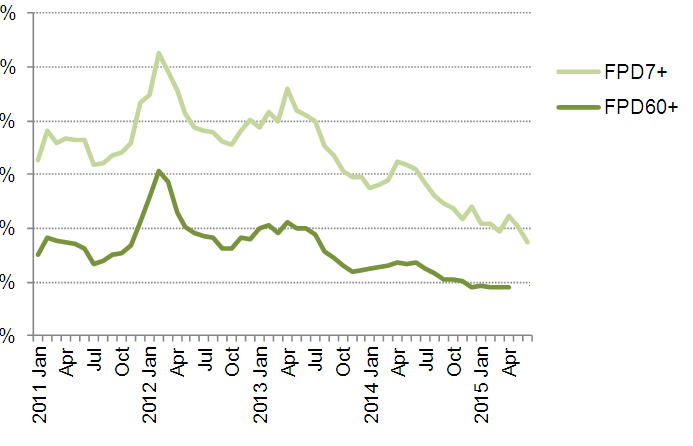 %
%
%
%
%
%
%
FPD7+
FPD60+
2011 Jan
Apr
Jul
Oct
2012 Jan
Apr
Jul
Oct
2013 Jan
Apr
Jul
Oct
2014 Jan
Apr
Jul
Oct
2015 Jan
Apr